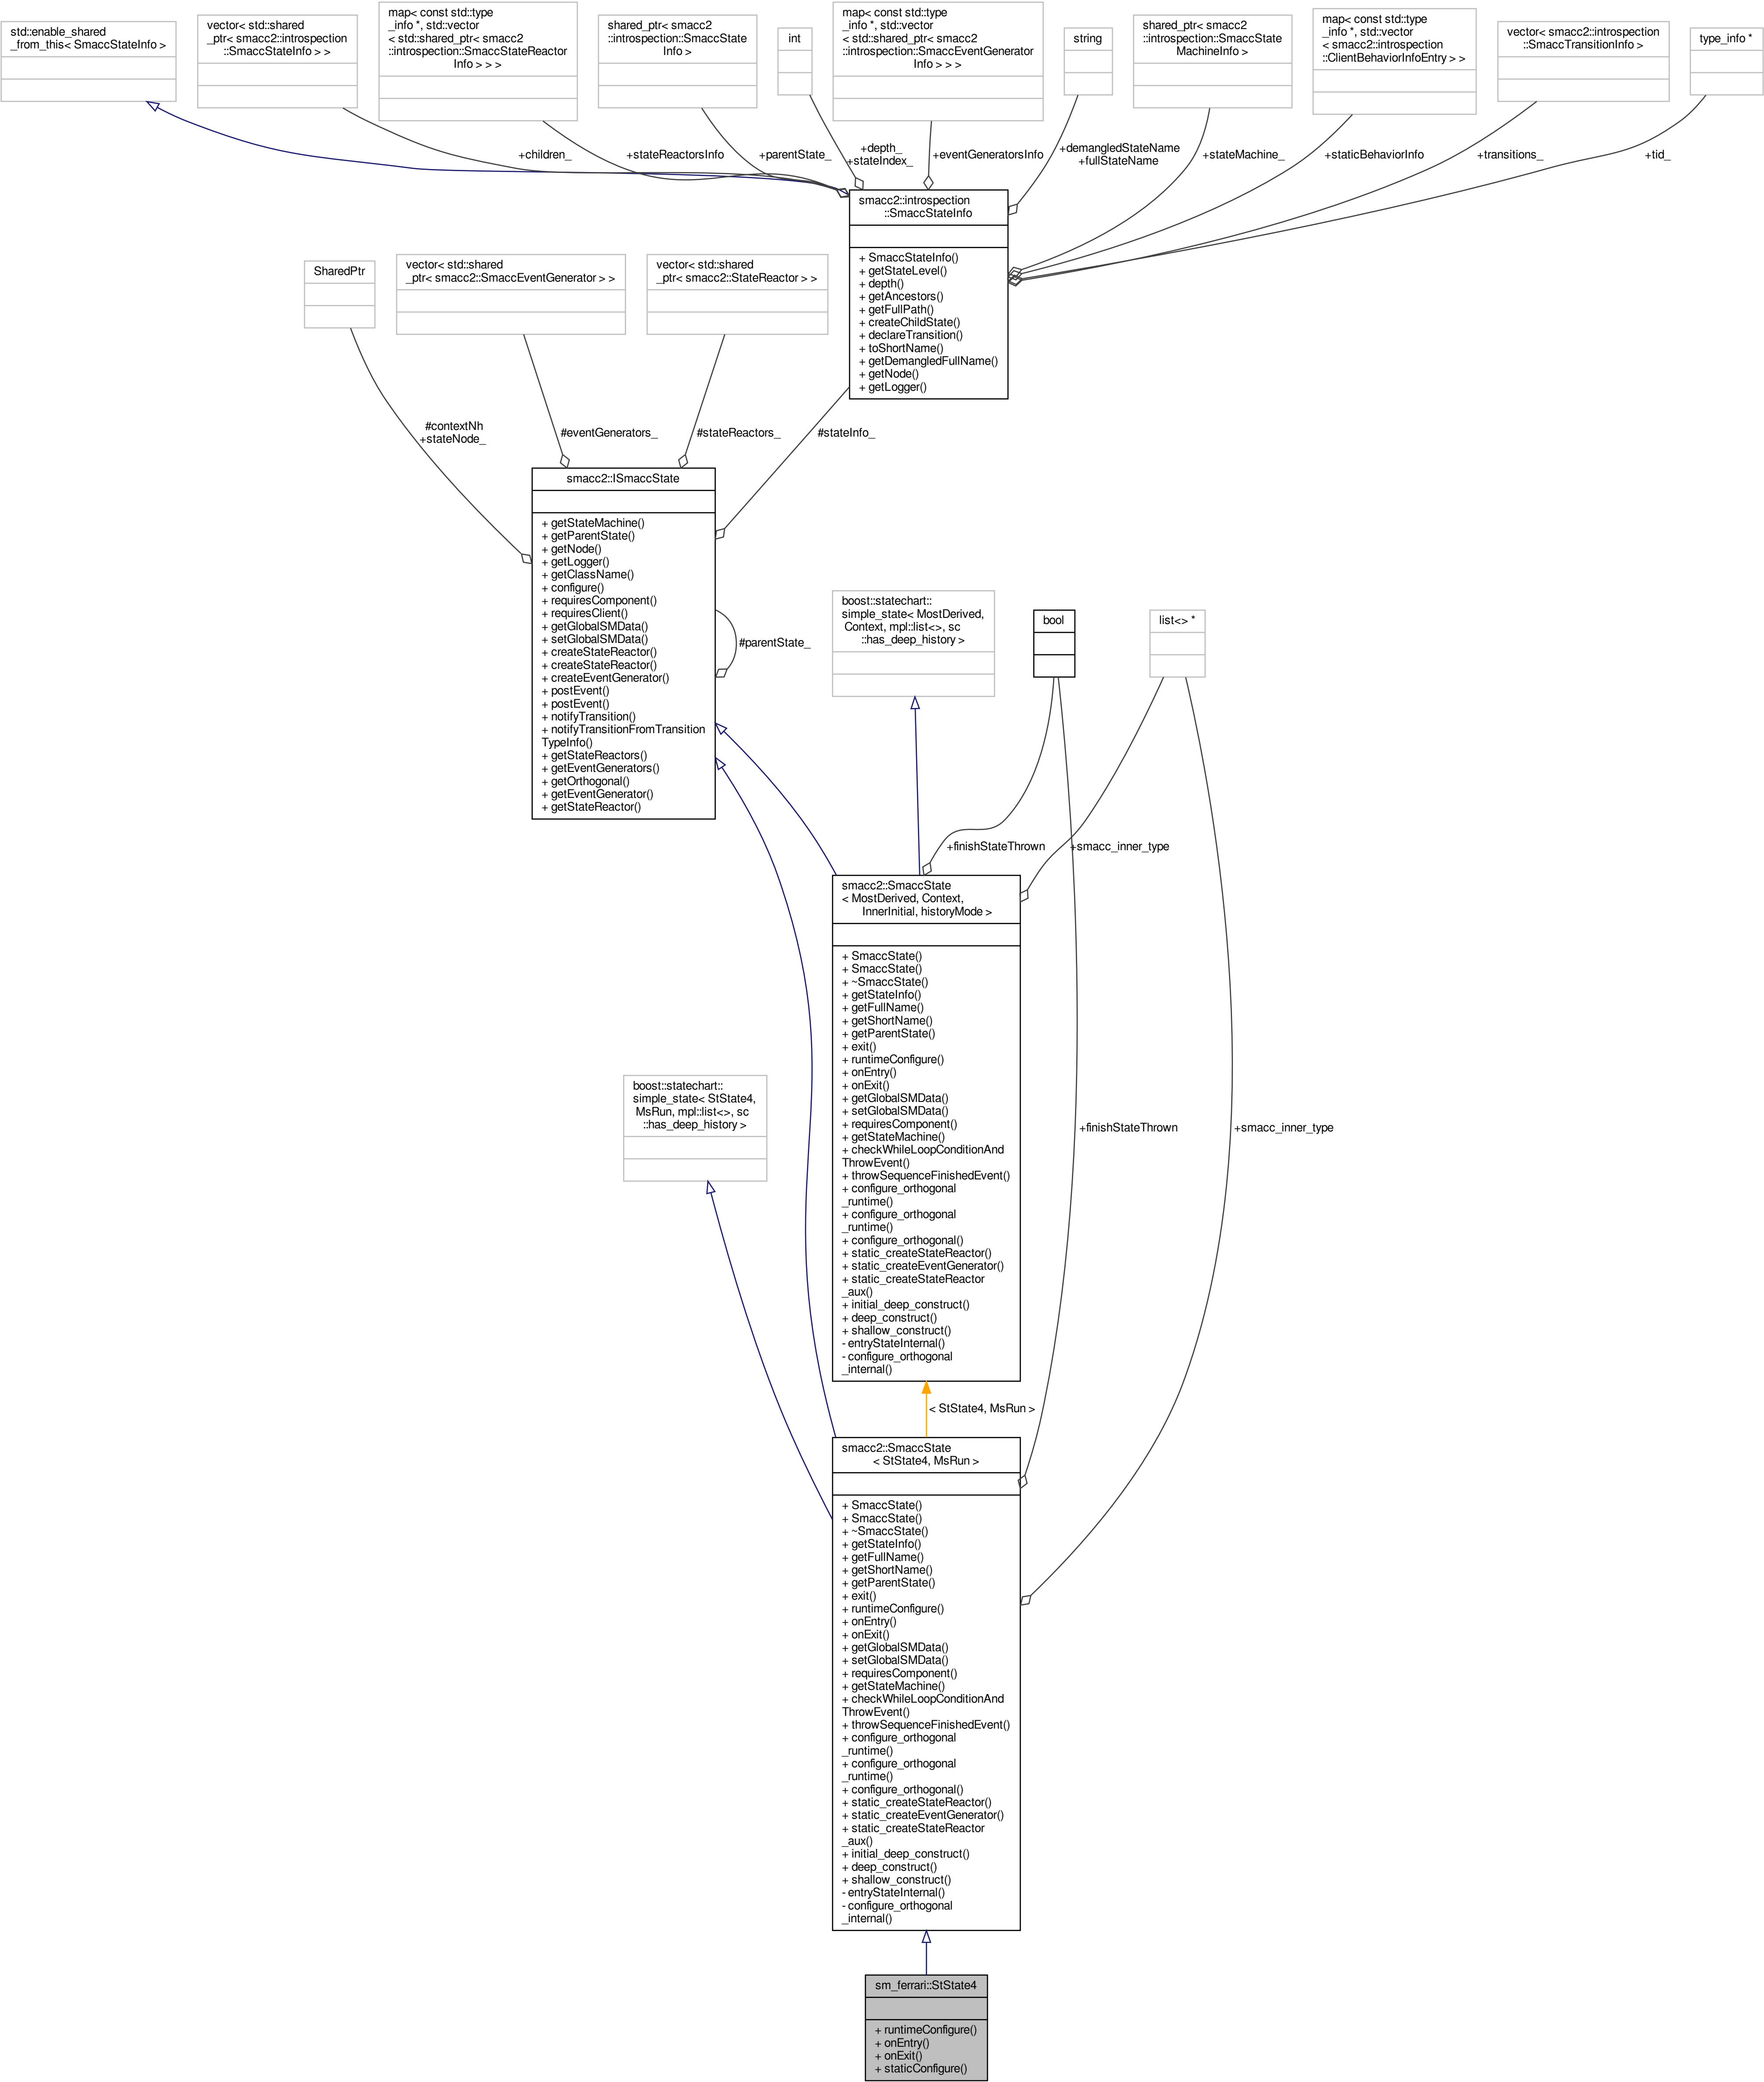 std::enable_shared
_from_this< SmaccStateInfo >
vector< std::shared
_ptr< smacc2::introspection
::SmaccStateInfo > >
map< const std::type
_info *, std::vector
< std::shared_ptr< smacc2
::introspection::SmaccStateReactor
Info > > >
shared_ptr< smacc2
::introspection::SmaccState
Info >
int
map< const std::type
_info *, std::vector
< std::shared_ptr< smacc2
::introspection::SmaccEventGenerator
Info > > >
string
shared_ptr< smacc2
::introspection::SmaccState
MachineInfo >
map< const std::type
_info *, std::vector
< smacc2::introspection
::ClientBehaviorInfoEntry > >
vector< smacc2::introspection
::SmaccTransitionInfo >
type_info *
+children_
+stateReactorsInfo
+parentState_
+depth_
+stateIndex_
+eventGeneratorsInfo
+demangledStateName
+fullStateName
+stateMachine_
+staticBehaviorInfo
+transitions_
+tid_
smacc2::introspection
::SmaccStateInfo
+ SmaccStateInfo()
+ getStateLevel()
+ depth()
+ getAncestors()
+ getFullPath()
+ createChildState()
+ declareTransition()
+ toShortName()
+ getDemangledFullName()
+ getNode()
+ getLogger()
SharedPtr
vector< std::shared
_ptr< smacc2::SmaccEventGenerator > >
vector< std::shared
_ptr< smacc2::StateReactor > >
#contextNh
+stateNode_
#eventGenerators_
#stateReactors_
#stateInfo_
smacc2::ISmaccState
+ getStateMachine()
+ getParentState()
+ getNode()
+ getLogger()
+ getClassName()
+ configure()
+ requiresComponent()
+ requiresClient()
+ getGlobalSMData()
+ setGlobalSMData()
+ createStateReactor()
+ createStateReactor()
+ createEventGenerator()
+ postEvent()
+ postEvent()
+ notifyTransition()
+ notifyTransitionFromTransition
TypeInfo()
+ getStateReactors()
+ getEventGenerators()
+ getOrthogonal()
+ getEventGenerator()
+ getStateReactor()
#parentState_
boost::statechart::
simple_state< MostDerived,
Context, mpl::list<>, sc
::has_deep_history >
bool
list<> *
+finishStateThrown
+smacc_inner_type
smacc2::SmaccState
< MostDerived, Context,
InnerInitial, historyMode >
+ SmaccState()
+ SmaccState()
+ ~SmaccState()
+ getStateInfo()
+ getFullName()
+ getShortName()
+ getParentState()
+ exit()
+ runtimeConfigure()
+ onEntry()
+ onExit()
+ getGlobalSMData()
+ setGlobalSMData()
+ requiresComponent()
+ getStateMachine()
+ checkWhileLoopConditionAnd
ThrowEvent()
+ throwSequenceFinishedEvent()
+ configure_orthogonal
_runtime()
+ configure_orthogonal
_runtime()
+ configure_orthogonal()
+ static_createStateReactor()
+ static_createEventGenerator()
+ static_createStateReactor
_aux()
+ initial_deep_construct()
+ deep_construct()
+ shallow_construct()
- entryStateInternal()
- configure_orthogonal
_internal()
boost::statechart::
simple_state< StState4,
MsRun, mpl::list<>, sc
::has_deep_history >
+finishStateThrown
+smacc_inner_type
< StState4, MsRun >
smacc2::SmaccState
< StState4, MsRun >
+ SmaccState()
+ SmaccState()
+ ~SmaccState()
+ getStateInfo()
+ getFullName()
+ getShortName()
+ getParentState()
+ exit()
+ runtimeConfigure()
+ onEntry()
+ onExit()
+ getGlobalSMData()
+ setGlobalSMData()
+ requiresComponent()
+ getStateMachine()
+ checkWhileLoopConditionAnd
ThrowEvent()
+ throwSequenceFinishedEvent()
+ configure_orthogonal
_runtime()
+ configure_orthogonal
_runtime()
+ configure_orthogonal()
+ static_createStateReactor()
+ static_createEventGenerator()
+ static_createStateReactor
_aux()
+ initial_deep_construct()
+ deep_construct()
+ shallow_construct()
- entryStateInternal()
- configure_orthogonal
_internal()
sm_ferrari::StState4
+ runtimeConfigure()
+ onEntry()
+ onExit()
+ staticConfigure()